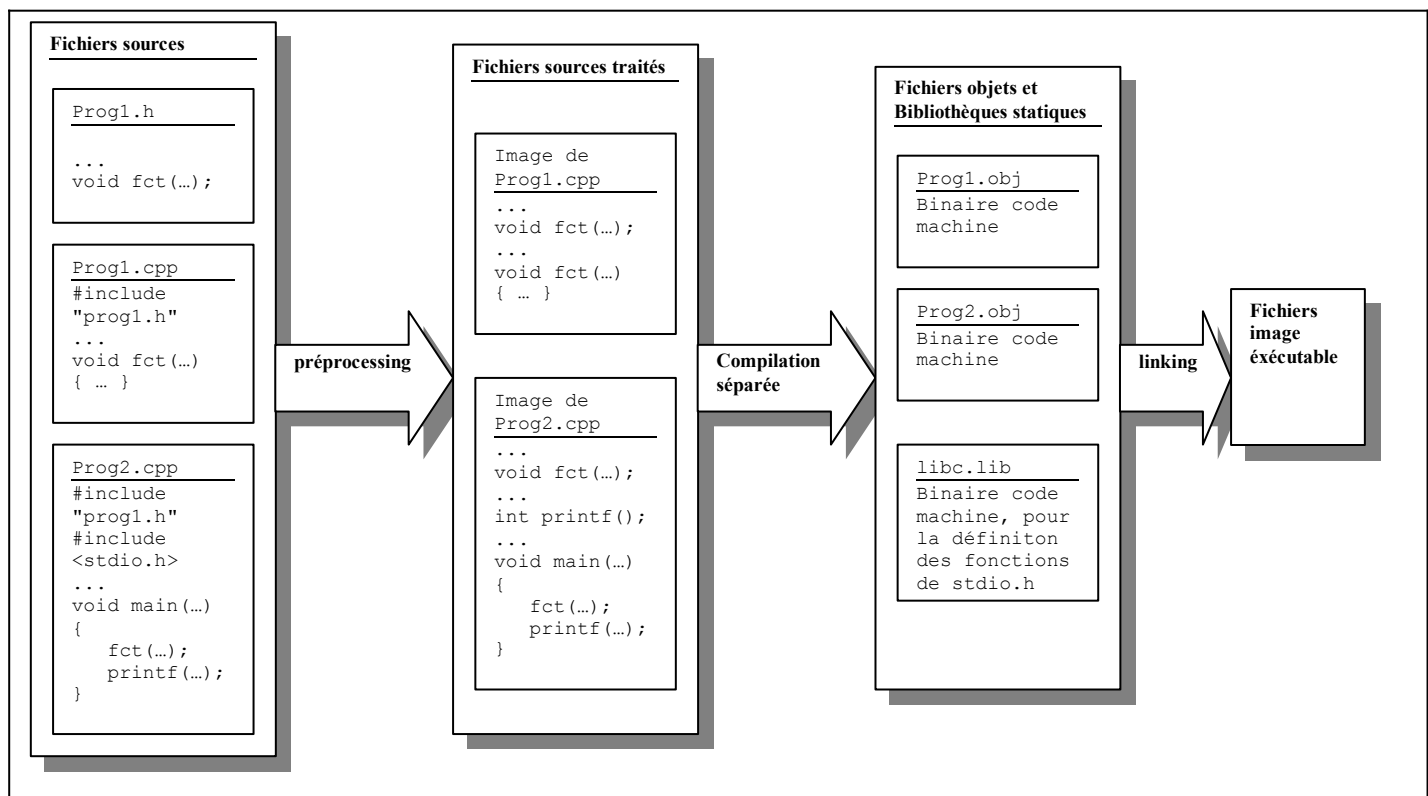 Fichiers sources
Prog1.h
...
void fct(…);
Prog1.cpp
#include
"prog1.h"
...
void fct(…)
{ … }
Prog2.cpp
#include
"prog1.h"
#include
<stdio.h>
...
void main(…)
{
fct(…);
printf(…);
}
préprocessing
Fichiers sources traités
Image de
Prog1.cpp
...
void fct(…);
...
void fct(…)
{ … }
Image de
Prog2.cpp
...
void fct(…);
...
int printf();
...
void main(…)
{
fct(…);
printf(…);
}
Compilation
séparée
Fichiers objets et
Bibliothèques statiques
Prog1.obj
Binaire code
machine
Prog2.obj
Binaire code
machine
libc.lib
Binaire code
machine, pour
la définiton
des fonctions
de stdio.h
linking
Fichiers
image
éxécutable